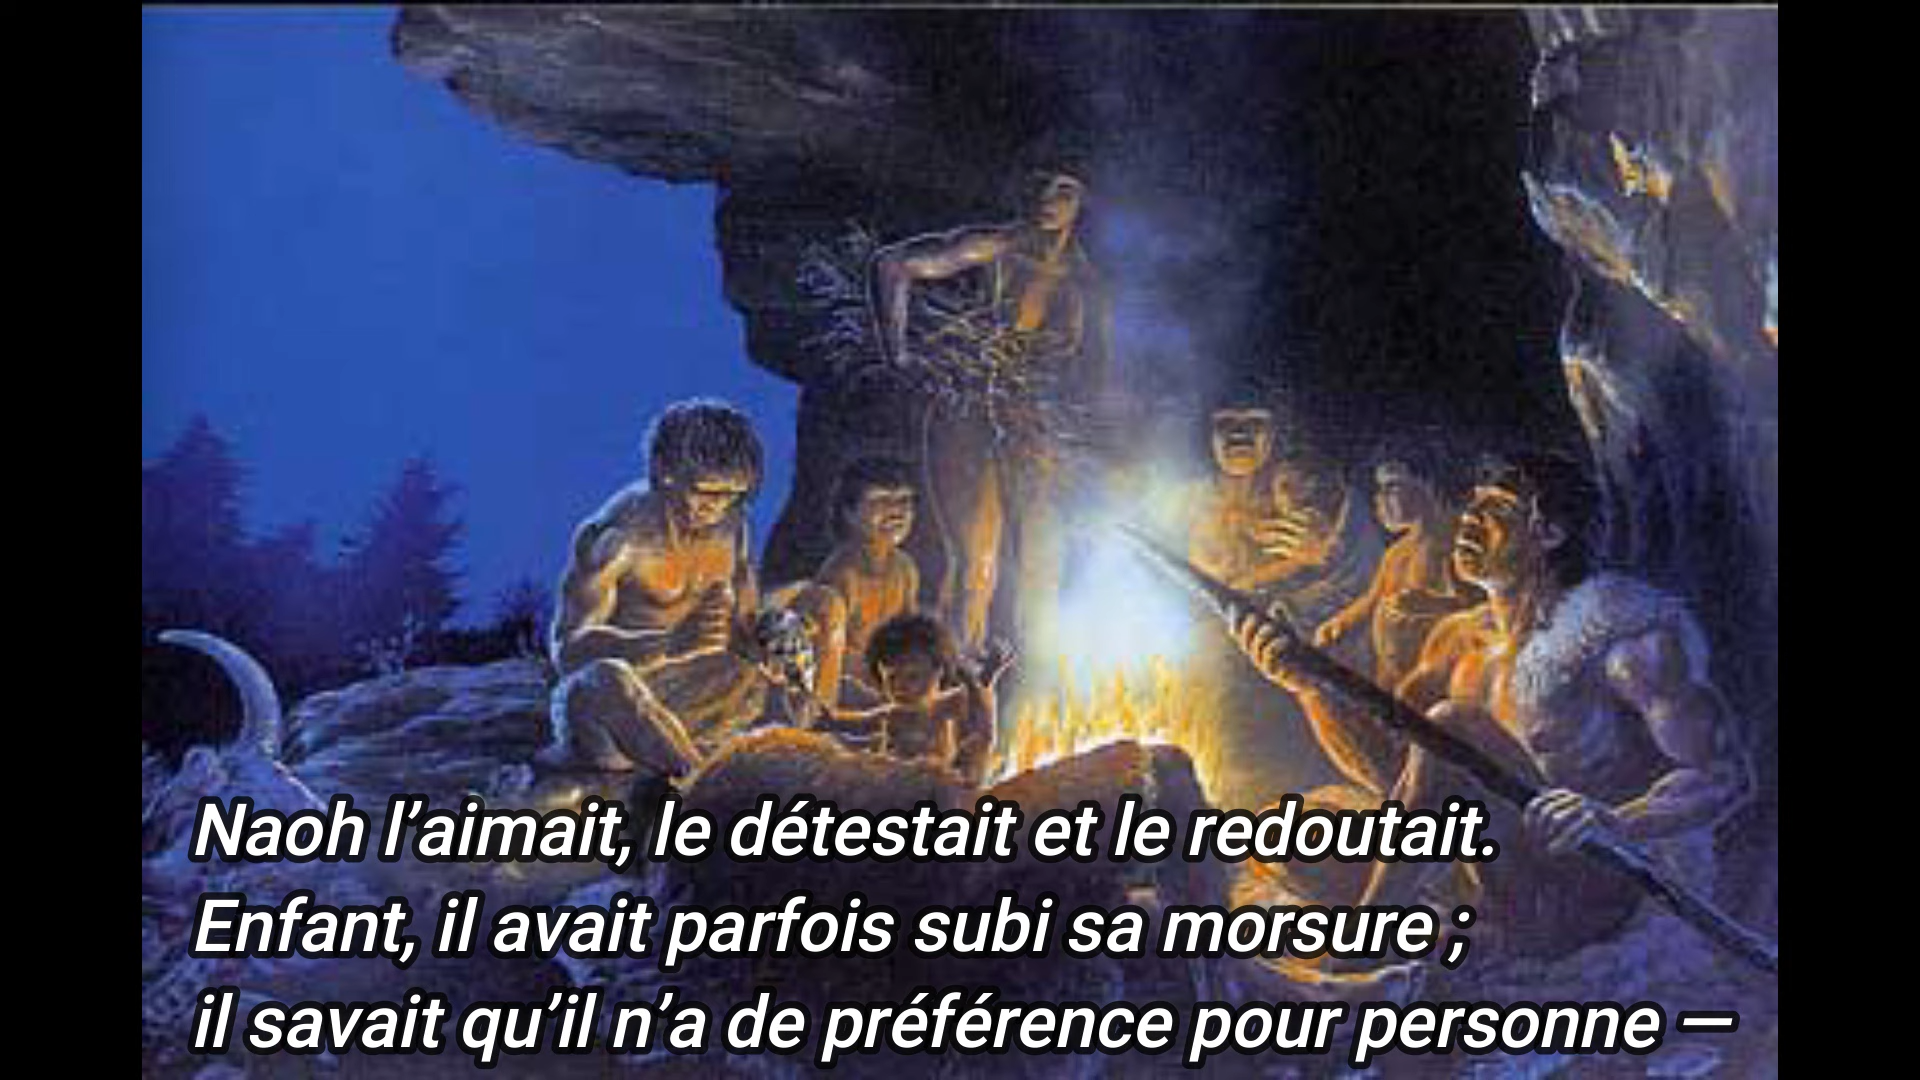 Naoh l’aimait, le détestait et le redoutait.
Enfant, il avait parfois subi sa morsure ;
il savait qu’il n’a de préférence pour personne —